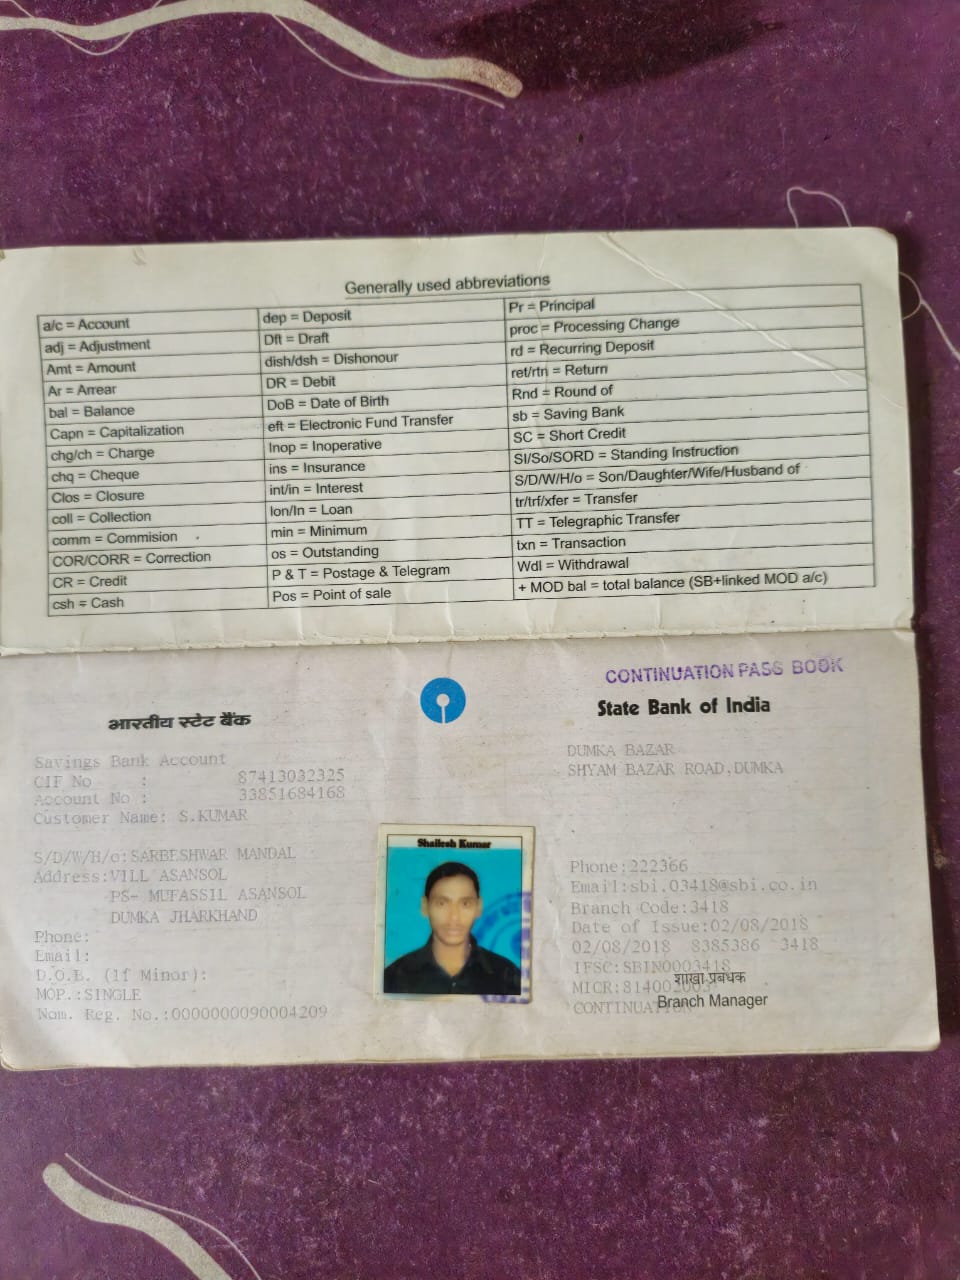 Generally used abbreviations
a/c = Account
adj = Adjustment
Amt = Amount
Ar = Arrear
bal = Balance
Capn = Capitalization
chg/ch = Charge
chq = Cheque
Clos = Closure
coll = Collection
comm = Commision
COR/CORR = Correction
CR = Credit
csh = Cash
dep = Deposit
Dft = Draft
dish/dsh = Dishonour
DR = Debit
DoB = Date of Birth
eft = Electronic Fund Transfer
Inop = Inoperative
ins = Insurance
int/in = Interest
lon/ln = Loan
min = Minimum
os = Outstanding
P & T = Postage & Telegram
Pos = Point of sale
Pr = Principal
proc = Processing Change
rd = Recurring Deposit
ret/rtn = Return
Rnd = Round of
sb = Saving Bank
SC = Short Credit
SI/So/SORD = Standing Instruction
S/D/W/H/o = Son/Daughter/Wife/Husband of
tr/trf/xfer = Transfer
TT = Telegraphic Transfer
txn = Transaction
Wdl = Withdrawal
+ MOD bal = total balance (SB+linked MOD a/c)
CONTINUATION PASS BOOK
भारतीय स्टेट बैंक
State Bank of India
Savings Bank Account
CIF No : 87413032325
Account No : 33851684168
Customer Name: S.KUMAR
S/D/W/H/o:SARBESHWAR MANDAL
Address:VILL ASANSOL
PS- MUFASSIL ASANSOL
DUMKA JHARKHAND
Phone:
Email:
D.O.B. (If Minor):
MOP.:SINGLE
Nom. Reg. No.:0000000090004209
Shailesh Kumar
DUMKA BAZAR
SHYAM BAZAR ROAD,DUMKA
Phone:222366
Email:sbi.03418@sbi.co.in
Branch Code:3418
Date of Issue:02/08/2018
02/08/2018 8385386 3418
IFSC:SBIN0003418
शाखा प्रबंधक
MICR:
Branch Manager